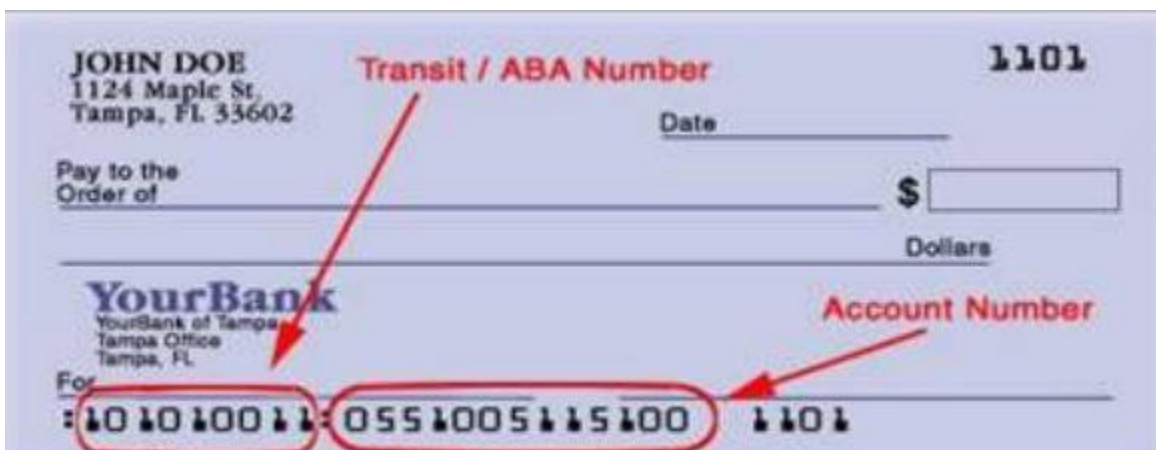 JOHN DOE
1124 Maple St.
Tampa, FL 33602
Transit / ABA Number
1101
Date
Pay to the
Order of
$
Dollars
YourBank
YourBank of Tampa
Tampa Office
Tampa, FL
Account Number
For
⑆101010011⑆ 0551005115100 1101